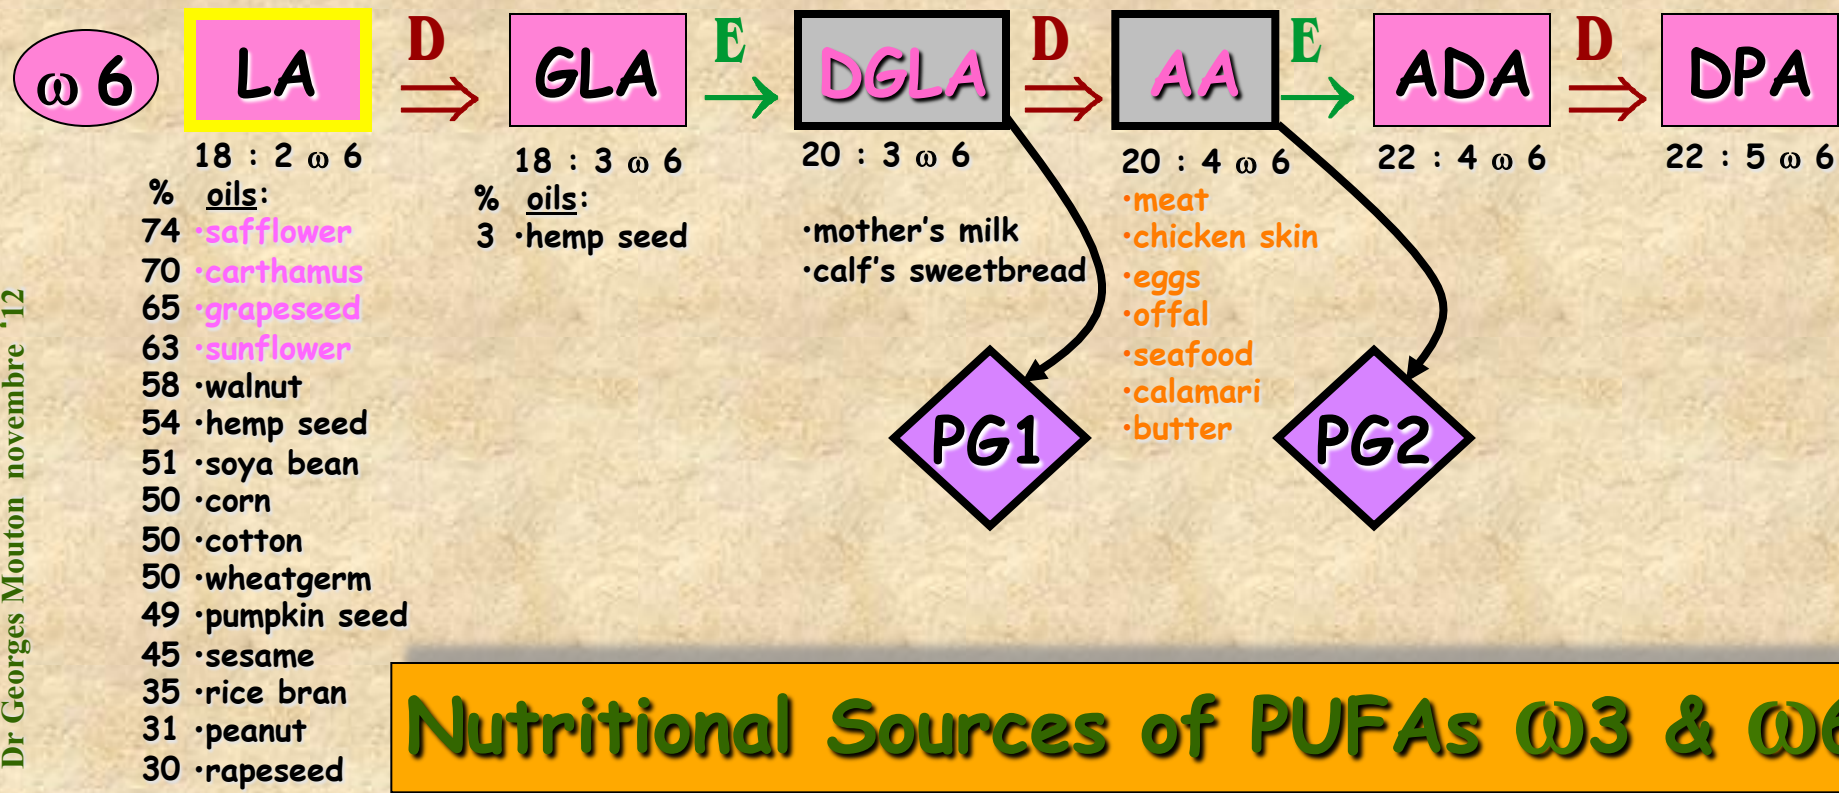 ω 6 LA D GLA E DGLA D AA E ADA D DPA
18 : 2 ω 6
% oils:
74 •safflower
70 •carthamus
65 •grapeseed
63 •sunflower
58 •walnut
54 •hemp seed
51 •soya bean
50 •corn
50 •cotton
50 •wheatgerm
49 •pumpkin seed
45 •sesame
35 •rice bran
31 •peanut
30 •rapeseed
18 : 3 ω 6
% oils:
3 •hemp seed
20 : 3 ω 6
•mother's milk
•calf's sweetbread
PG1
20 : 4 ω 6
•meat
•chicken skin
•eggs
•offal
•seafood
•calamari
•butter
PG2
22 : 4 ω 6
22 : 5 ω 6
Nutritional Sources of PUFAs ω3 & ω6
Dr Georges Mouton novembre '12